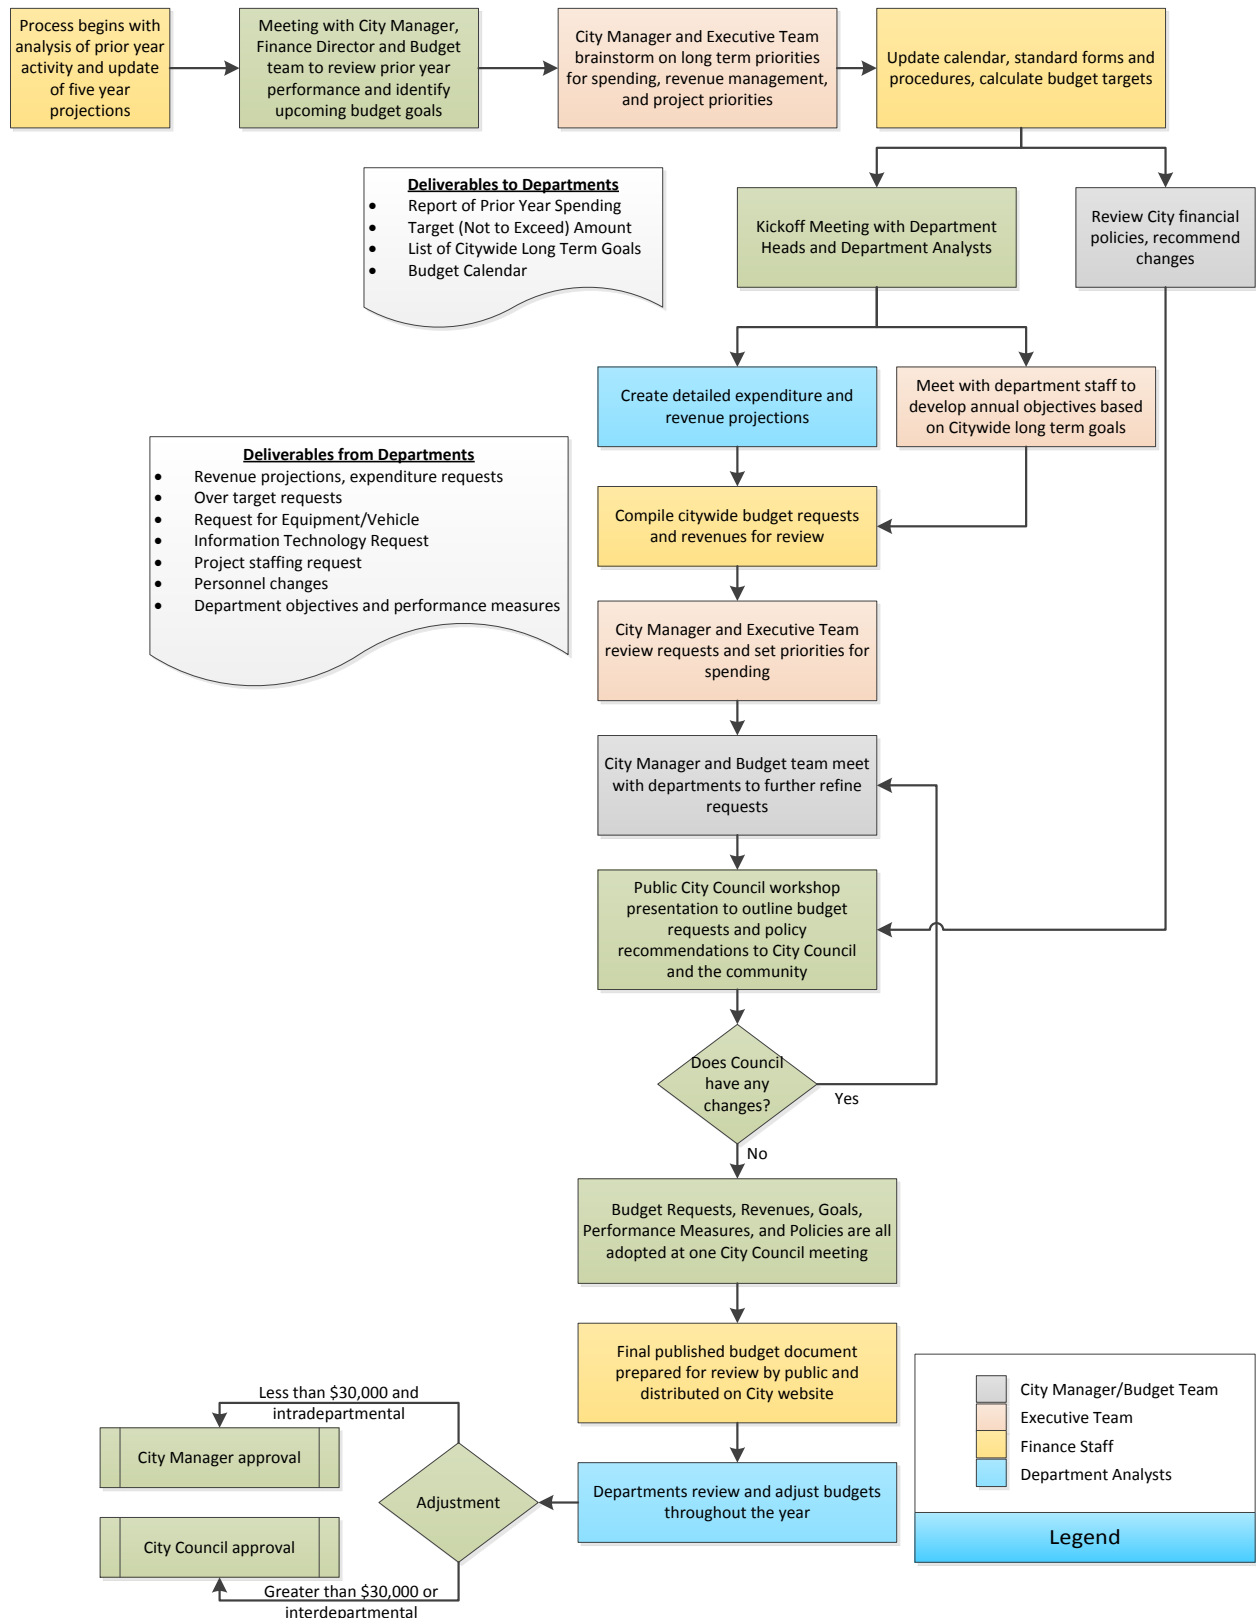 Process begins with
analysis of prior year
activity and update
of five year
projections
Meeting with City Manager,
Finance Director and Budget
team to review prior year
performance and identify
upcoming budget goals
City Manager and Executive Team
brainstorm on long term priorities
for spending, revenue management,
and project priorities
Update calendar, standard forms and
procedures, calculate budget targets
Deliverables to Departments
• Report of Prior Year Spending
• Target (Not to Exceed) Amount
• List of Citywide Long Term Goals
• Budget Calendar
Kickoff Meeting with Department
Heads and Department Analysts
Review City financial
policies, recommend
changes
Create detailed expenditure and
revenue projections
Meet with department staff to
develop annual objectives based
on Citywide long term goals
Deliverables from Departments
• Revenue projections, expenditure requests
• Over target requests
• Request for Equipment/Vehicle
• Information Technology Request
• Project staffing request
• Personnel changes
• Department objectives and performance measures
Compile citywide budget requests
and revenues for review
City Manager and Executive Team
review requests and set priorities for
spending
City Manager and Budget team meet
with departments to further refine
requests
Public City Council workshop
presentation to outline budget
requests and policy
recommendations to City Council
and the community
Does Council
have any
changes?
Yes
No
Budget Requests, Revenues, Goals,
Performance Measures, and Policies are all
adopted at one City Council meeting
Final published budget document
prepared for review by public and
distributed on City website
Departments review and adjust budgets
throughout the year
Adjustment
Less than $30,000 and
intradepartmental
City Manager approval
City Council approval
Greater than $30,000 or
interdepartmental
City Manager/Budget Team
Executive Team
Finance Staff
Department Analysts
Legend